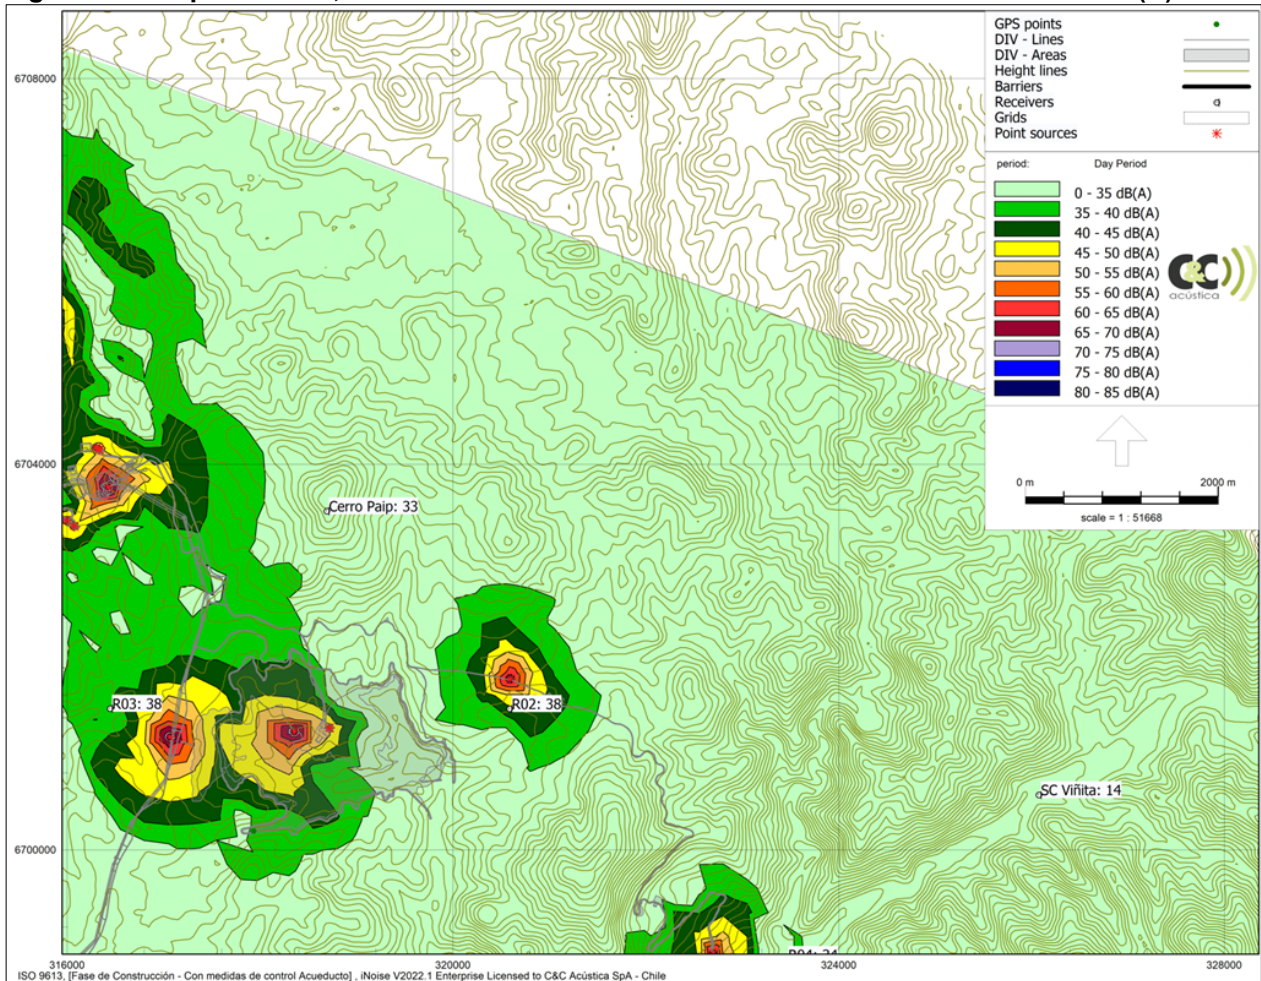 GPS points
DIV - Lines
DIV - Areas
Height lines
Barriers
Receivers
Grids
Point sources
period: Day Period
0 - 35 dB(A)
35 - 40 dB(A)
40 - 45 dB(A)
45 - 50 dB(A)
50 - 55 dB(A)
55 - 60 dB(A)
60 - 65 dB(A)
65 - 70 dB(A)
70 - 75 dB(A)
75 - 80 dB(A)
80 - 85 dB(A)
C&C
acústica
0 m 2000 m
scale = 1 : 51668
6708000
6704000
Cerro Paip: 33
R03: 38
R02: 38
SC Viñita: 14
6700000
316000 320000 324000 328000
ISO 9613, [Fase de Construcción - Con medidas de control Acueducto] , iNoise V2022.1 Enterprise Licensed to C&C Acústica SpA - Chile